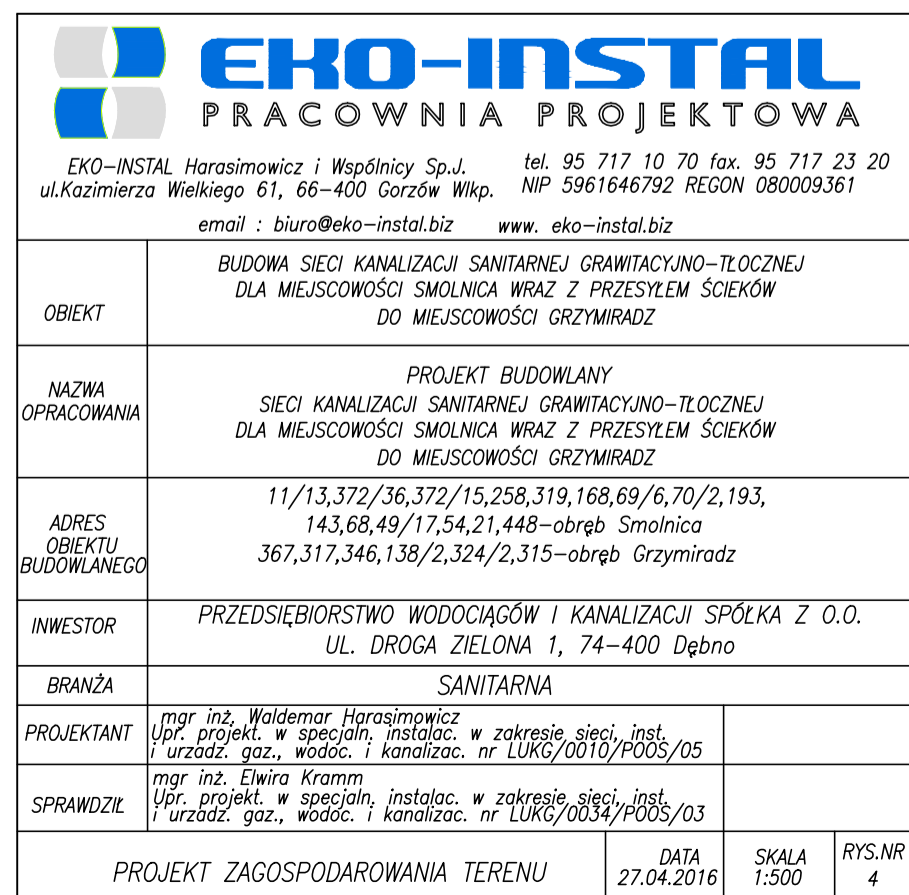 EKO-INSTAL
PRACOWNIA PROJEKTOWA
EKO-INSTAL Harasimowicz i Wspólnicy Sp.J.
ul.Kazimierza Wielkiego 61, 66-400 Gorzów Wlkp.
tel. 95 717 10 70 fax. 95 717 23 20
NIP 5961646792 REGON 080009361
email : biuro@eko-instal.biz www. eko-instal.biz
OBIEKT
BUDOWA SIECI KANALIZACJI SANITARNEJ GRAWITACYJNO-TŁOCZNEJ
DLA MIEJSCOWOŚCI SMOLNICA WRAZ Z PRZESYŁEM ŚCIEKÓW
DO MIEJSCOWOŚCI GRZYMIRADZ
NAZWA
OPRACOWANIA
PROJEKT BUDOWLANY
SIECI KANALIZACJI SANITARNEJ GRAWITACYJNO-TŁOCZNEJ
DLA MIEJSCOWOŚCI SMOLNICA WRAZ Z PRZESYŁEM ŚCIEKÓW
DO MIEJSCOWOŚCI GRZYMIRADZ
ADRES
OBIEKTU
BUDOWLANEGO
11/13,372/36,372/15,258,319,168,69/6,70/2,193,
143,68,49/17,54,21,448-obręb Smolnica
367,317,346,138/2,324/2,315-obręb Grzymiradz
INWESTOR
PRZEDSIĘBIORSTWO WODOCIĄGÓW I KANALIZACJI SPÓŁKA Z O.O.
UL. DROGA ZIELONA 1, 74-400 Dębno
BRANŻA
SANITARNA
PROJEKTANT
mgr inż. Waldemar Harasimowicz
Upr. projekt. w specjaln. instalac. w zakresie sieci, inst.
i urządz. gaz., wodoc. i kanalizac. nr LUKG/0010/POOS/05
SPRAWDZIŁ
mgr inż. Elwira Kramm
Upr. projekt. w specjaln. instalac. w zakresie sieci, inst.
i urządz. gaz., wodoc. i kanalizac. nr LUKG/0034/POOS/03
PROJEKT ZAGOSPODAROWANIA TERENU
DATA
27.04.2016
SKALA
1:500
RYS.NR
4